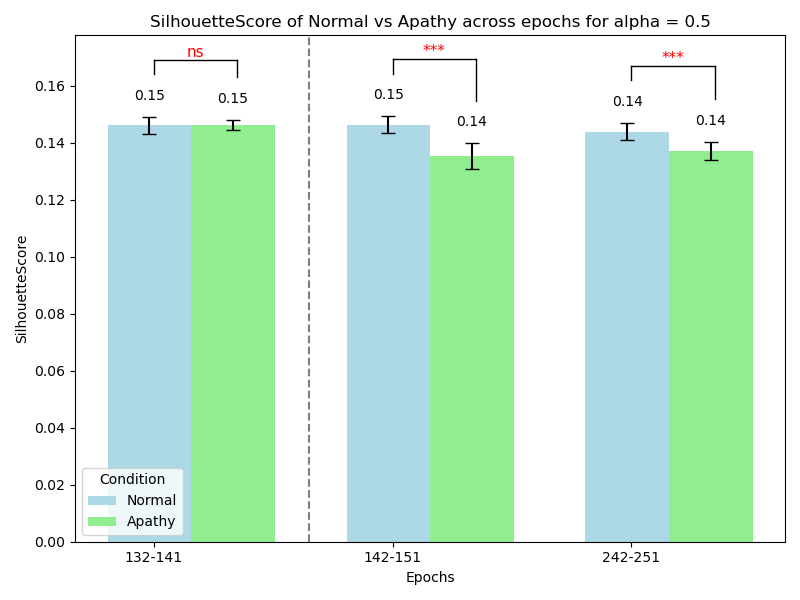 SilhouetteScore of Normal vs Apathy across epochs for alpha = 0.5
ns
***
***
0.15
0.15
0.15
0.14
0.14
0.14
0.16
0.14
0.12
0.10
0.08
0.06
0.04
0.02
0.00
SilhouetteScore
Condition
Normal
Apathy
132-141
142-151
242-251
Epochs